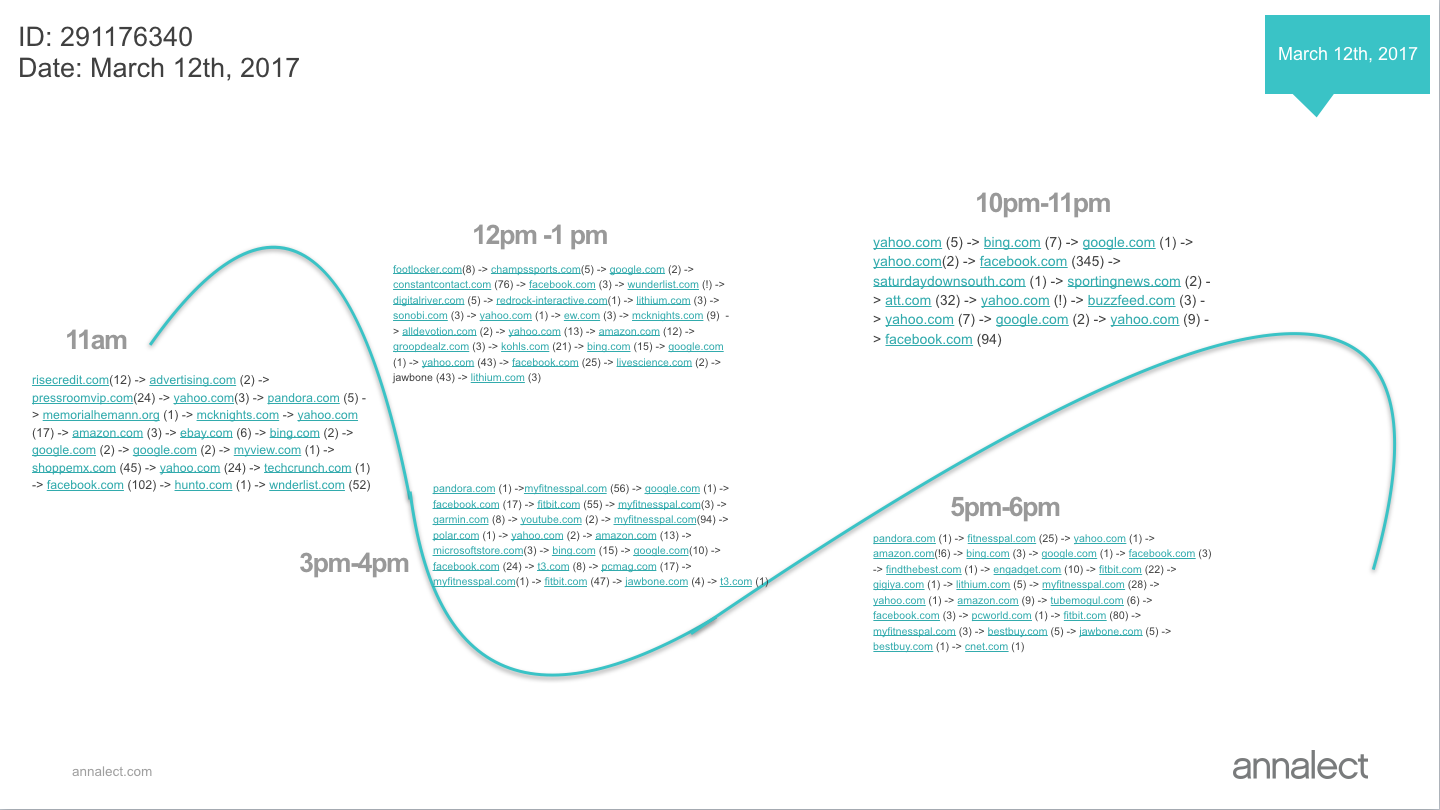 ID: 291176340
Date: March 12th, 2017
March 12th, 2017
11am
risecredit.com(12) -> advertising.com (2) ->
pressroomvip.com(24) -> yahoo.com(3) -> pandora.com (5) -
> memorialhemann.org (1) -> mcknights.com -> yahoo.com
(17) -> amazon.com (3) -> ebay.com (6) -> bing.com (2) ->
google.com (2) -> google.com (2) -> myview.com (1) ->
shoppemx.com (45) -> yahoo.com (24) -> techcrunch.com (1)
-> facebook.com (102) -> hunto.com (1) -> wnderlist.com (52)
12pm -1 pm
footlocker.com(8) -> champssports.com(5) -> google.com (2) ->
constantcontact.com (76) -> facebook.com (3) -> wunderlist.com (!) ->
digitalriver.com (5) -> redrock-interactive.com(1) -> lithium.com (3) ->
sonobi.com (3) -> yahoo.com (1) -> ew.com (3) -> mcknights.com (9) -
> alldevotion.com (2) -> yahoo.com (13) -> amazon.com (12) ->
groopdealz.com (3) -> kohls.com (21) -> bing.com (15) -> google.com
(1) -> yahoo.com (43) -> facebook.com (25) -> livescience.com (2) ->
jawbone (43) -> lithium.com (3)
3pm-4pm
pandora.com (1) ->myfitnesspal.com (56) -> google.com (1) ->
facebook.com (17) -> fitbit.com (55) -> myfitnesspal.com(3) ->
garmin.com (8) -> youtube.com (2) -> myfitnesspal.com(94) ->
polar.com (1) -> yahoo.com (2) -> amazon.com (13) ->
microsoftstore.com(3) -> bing.com (15) -> google.com(10) ->
facebook.com (24) -> t3.com (8) -> pcmag.com (17) ->
myfitnesspal.com(1) -> fitbit.com (47) -> jawbone.com (4) -> t3.com (1)
10pm-11pm
yahoo.com (5) -> bing.com (7) -> google.com (1) ->
yahoo.com(2) -> facebook.com (345) ->
saturdaydownsouth.com (1) -> sportingnews.com (2) -
> att.com (32) -> yahoo.com (!) -> buzzfeed.com (3) -
> yahoo.com (7) -> google.com (2) -> yahoo.com (9) -
> facebook.com (94)
5pm-6pm
pandora.com (1) -> fitnesspal.com (25) -> yahoo.com (1) ->
amazon.com(!6) -> bing.com (3) -> google.com (1) -> facebook.com (3)
-> findthebest.com (1) -> engadget.com (10) -> fitbit.com (22) ->
gigiya.com (1) -> lithium.com (5) -> myfitnesspal.com (28) ->
yahoo.com (1) -> amazon.com (9) -> tubemogul.com (6) ->
facebook.com (3) -> pcworld.com (1) -> fitbit.com (80) ->
myfitnesspal.com (3) -> bestbuy.com (5) -> jawbone.com (5) ->
bestbuy.com (1) -> cnet.com (1)
annalect.com
annalect